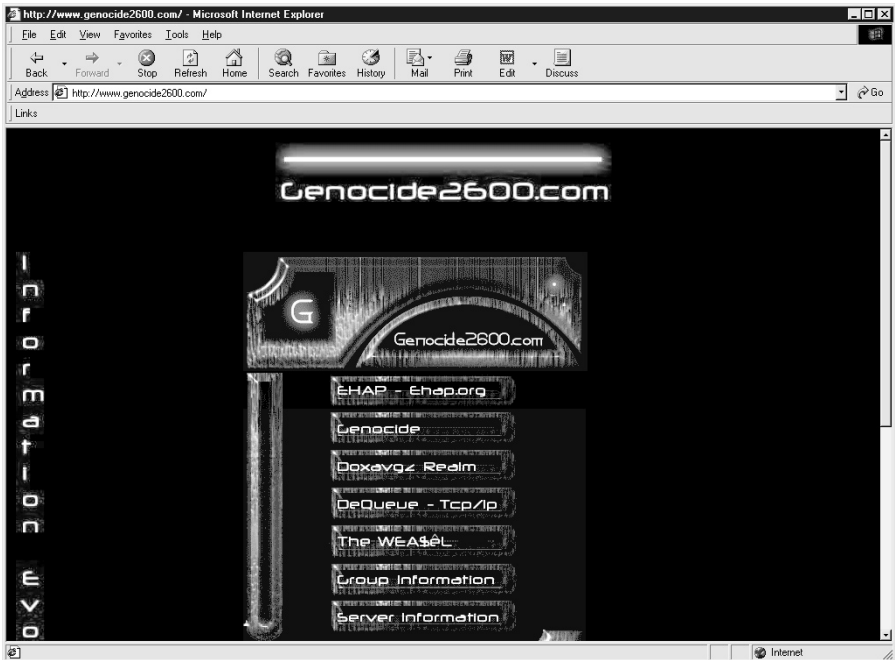 http://www.genocide2600.com/ - Microsoft Internet Explorer
File Edit View Favorites Tools Help
Back Forward Stop Refresh Home Search Favorites History Mail Print Edit Discuss
Address http://www.genocide2600.com/ Go
Links
Genocide2600.com
G
Genocide2600.com
EHAP - Ehap.org
Genocide
Doxavgz Realm
DeQueue - Tcp/Ip
The WEA$êL
Group Information
Server Information
Information Evo
Internet